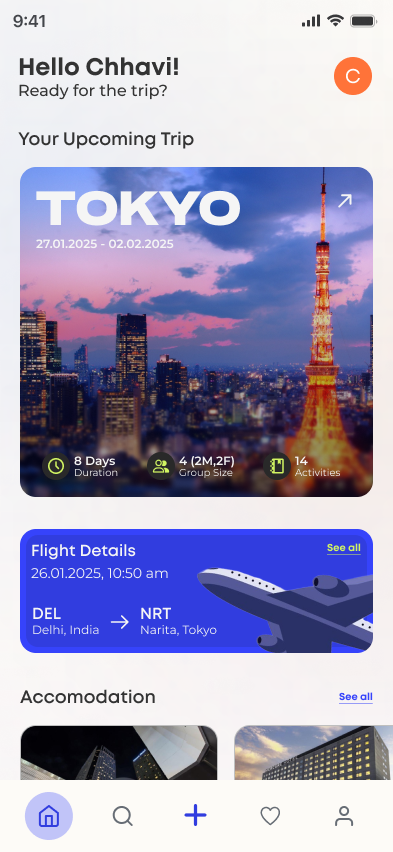 9:41
Hello Chhavi!
Ready for the trip?
C
Your Upcoming Trip
TOKYO
27.01.2025 - 02.02.2025
8 Days
Duration
4 (2M,2F)
Group Size
14
Activities
Flight Details
See all
26.01.2025, 10:50 am
DEL
Delhi, India
NRT
Narita, Tokyo
Accomodation
See all